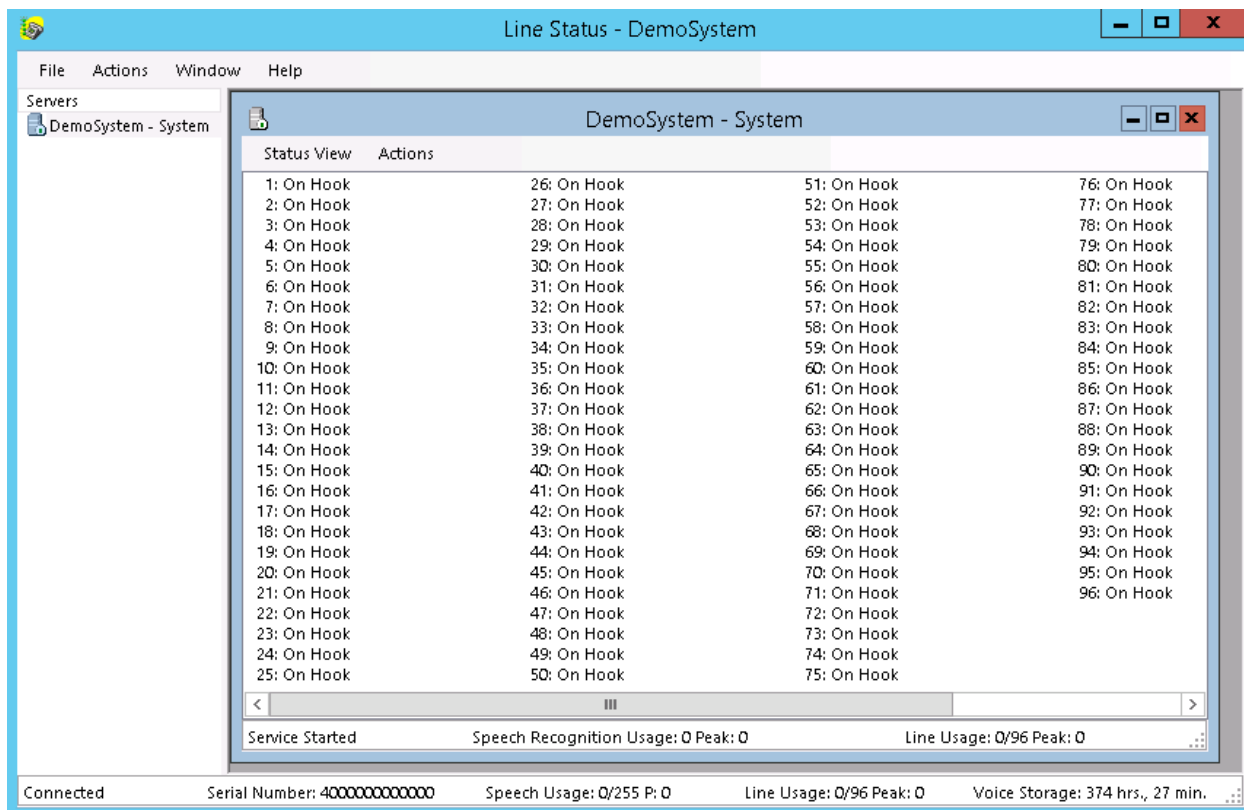 Line Status - DemoSystem
File Actions Window Help
Servers
DemoSystem - System
DemoSystem - System
Status View Actions
1: On Hook 26: On Hook 51: On Hook 76: On Hook
2: On Hook 27: On Hook 52: On Hook 77: On Hook
3: On Hook 28: On Hook 53: On Hook 78: On Hook
4: On Hook 29: On Hook 54: On Hook 79: On Hook
5: On Hook 30: On Hook 55: On Hook 80: On Hook
6: On Hook 31: On Hook 56: On Hook 81: On Hook
7: On Hook 32: On Hook 57: On Hook 82: On Hook
8: On Hook 33: On Hook 58: On Hook 83: On Hook
9: On Hook 34: On Hook 59: On Hook 84: On Hook
10: On Hook 35: On Hook 60: On Hook 85: On Hook
11: On Hook 36: On Hook 61: On Hook 86: On Hook
12: On Hook 37: On Hook 62: On Hook 87: On Hook
13: On Hook 38: On Hook 63: On Hook 88: On Hook
14: On Hook 39: On Hook 64: On Hook 89: On Hook
15: On Hook 40: On Hook 65: On Hook 90: On Hook
16: On Hook 41: On Hook 66: On Hook 91: On Hook
17: On Hook 42: On Hook 67: On Hook 92: On Hook
18: On Hook 43: On Hook 68: On Hook 93: On Hook
19: On Hook 44: On Hook 69: On Hook 94: On Hook
20: On Hook 45: On Hook 70: On Hook 95: On Hook
21: On Hook 46: On Hook 71: On Hook 96: On Hook
22: On Hook 47: On Hook 72: On Hook
23: On Hook 48: On Hook 73: On Hook
24: On Hook 49: On Hook 74: On Hook
25: On Hook 50: On Hook 75: On Hook
Service Started Speech Recognition Usage: 0 Peak: 0 Line Usage: 0/96 Peak: 0
Connected Serial Number: 4000000000000 Speech Usage: 0/255 P: 0 Line Usage: 0/96 Peak: 0 Voice Storage: 374 hrs., 27 min.